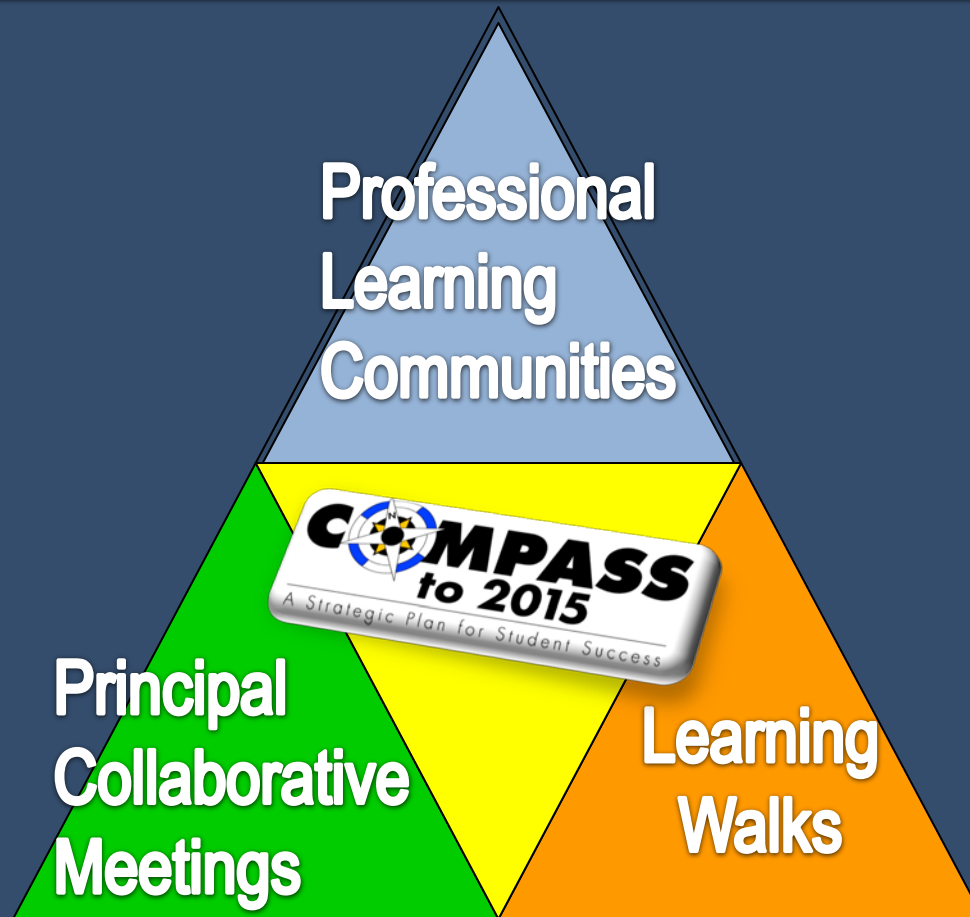 Professional
Learning
Communities
N
COMPASS
to 2015
A Strategic Plan for Student Success
Principal
Collaborative
Meetings
Learning
Walks